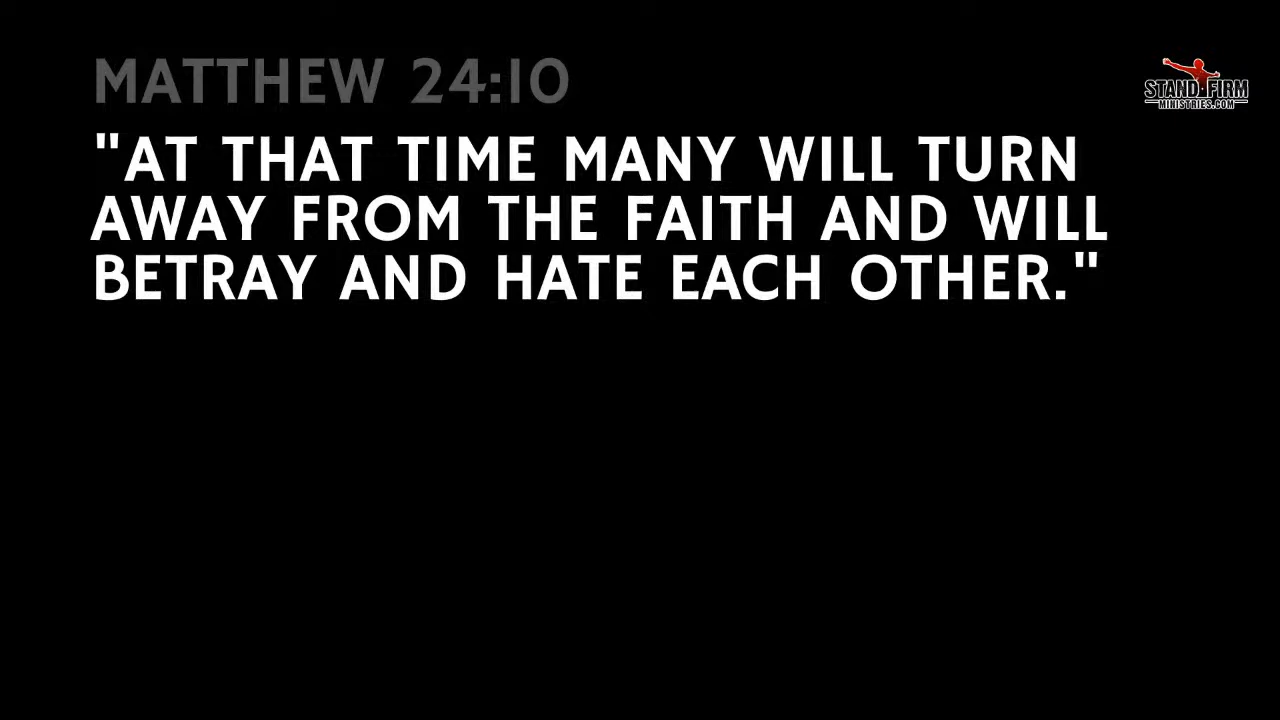 MATTHEW 24:10
STAND FIRM
MINISTRIES.COM
"AT THAT TIME MANY WILL TURN
AWAY FROM THE FAITH AND WILL
BETRAY AND HATE EACH OTHER."